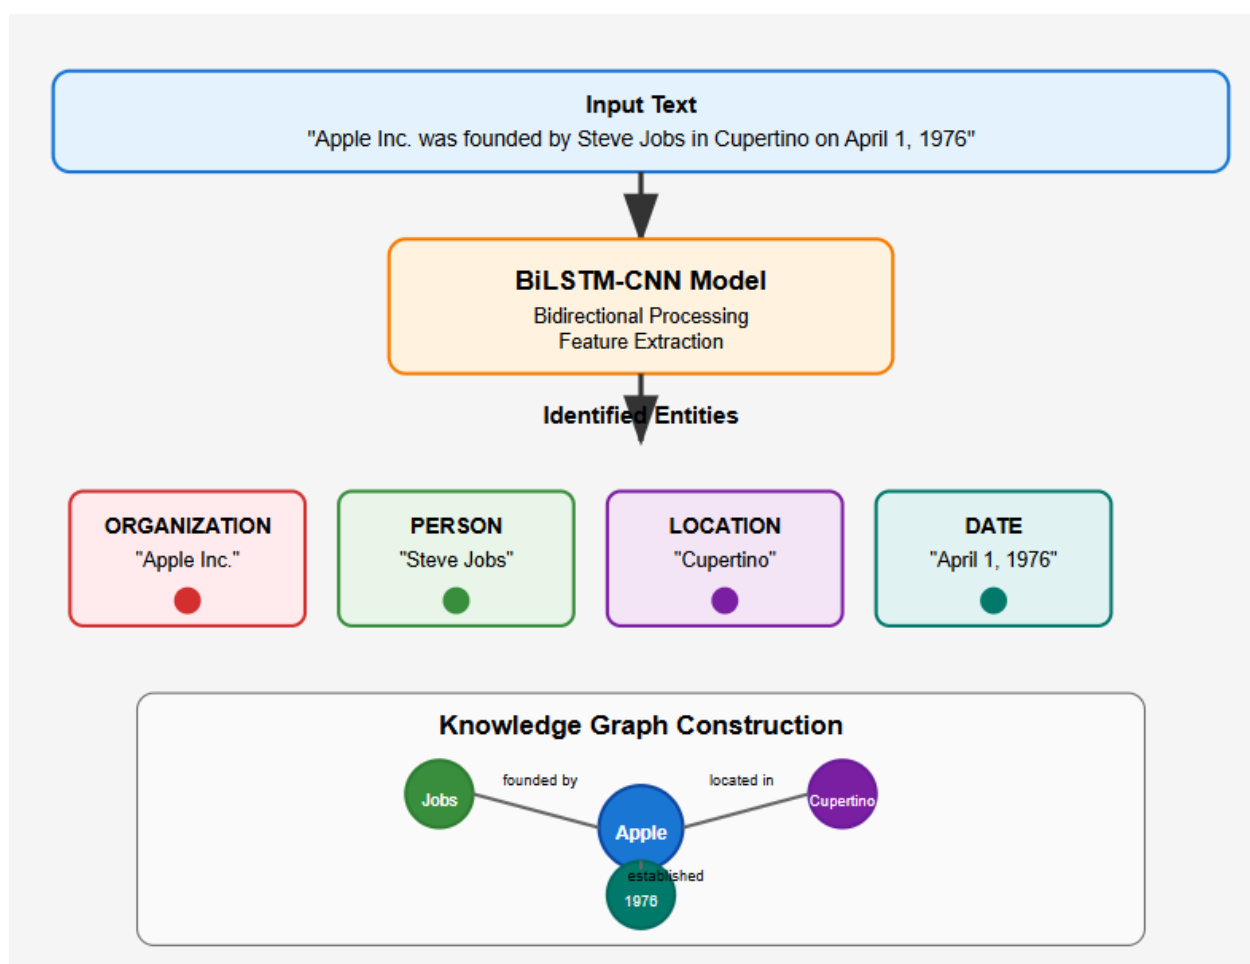 Input Text
"Apple Inc. was founded by Steve Jobs in Cupertino on April 1, 1976"
BiLSTM-CNN Model
Bidirectional Processing
Feature Extraction
Identified Entities
ORGANIZATION
"Apple Inc."
PERSON
"Steve Jobs"
LOCATION
"Cupertino"
DATE
"April 1, 1976"
Knowledge Graph Construction
founded by
located in
Jobs
Cupertino
Apple
established
1976